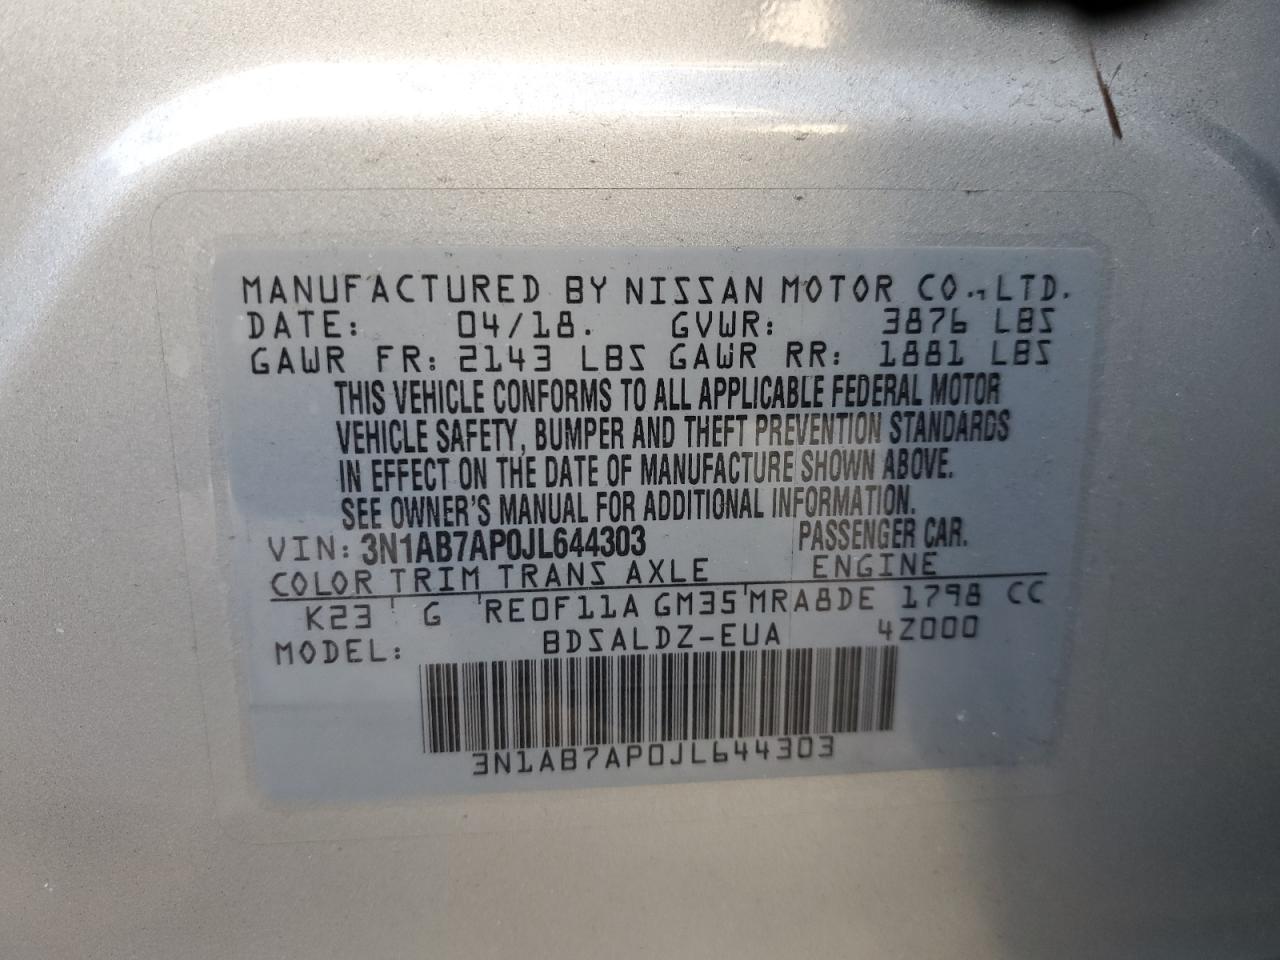 MANUFACTURED BY NISSAN MOTOR CO., LTD.
DATE: 04/18. GVWR: 3876 LBS
GAWR FR: 2143 LBS GAWR RR: 1881 LBS
THIS VEHICLE CONFORMS TO ALL APPLICABLE FEDERAL MOTOR
VEHICLE SAFETY, BUMPER AND THEFT PREVENTION STANDARDS
IN EFFECT ON THE DATE OF MANUFACTURE SHOWN ABOVE.
SEE OWNER'S MANUAL FOR ADDITIONAL INFORMATION.
VIN: 3N1AB7AP0JL644303 PASSENGER CAR.
COLOR TRIM TRANS AXLE ENGINE
K23 ' G 'RE0F11A GM35'MRA8DE 1798 CC
MODEL: BDSALDZ-EUA 4Z000
3N1AB7AP0JL644303